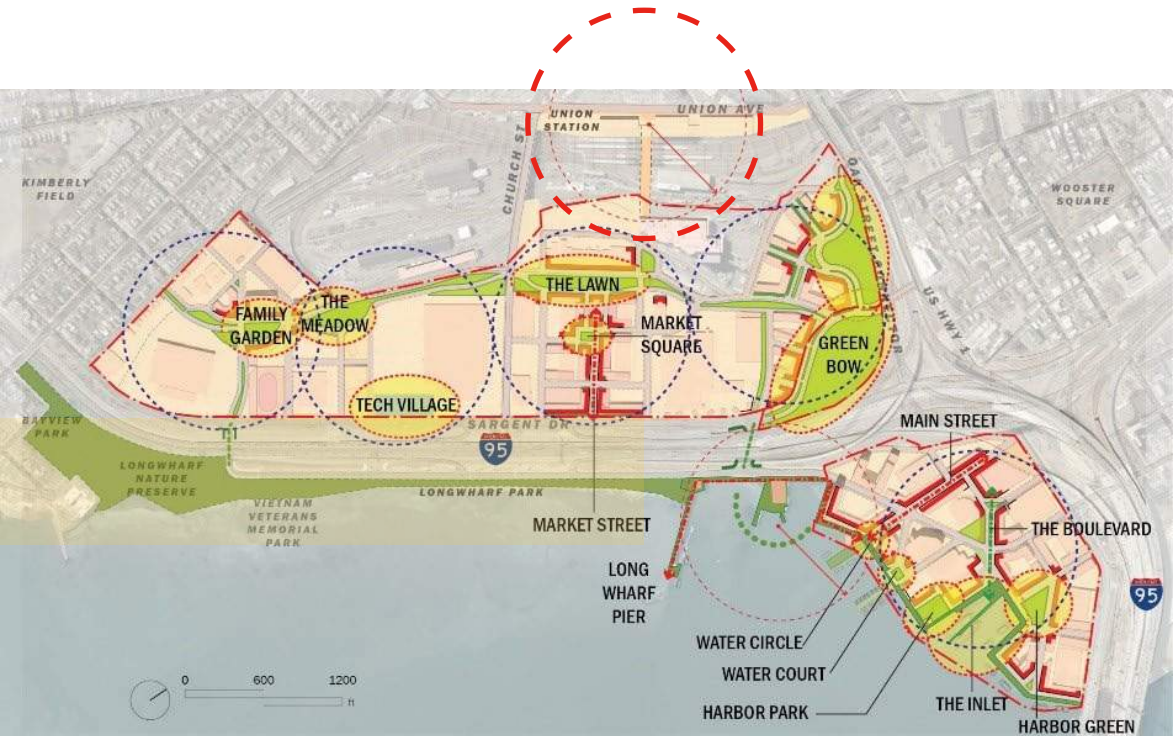 UNION
STATION
UNION AVE
CHURCH ST
KIMBERLY
FIELD
WOOSTER
SQUARE
OAK STREET
US HWY 1
THE LAWN
THE
MEADOW
FAMILY
GARDEN
MARKET
SQUARE
GREEN
BOW
TECH VILLAGE
SARGENT DR
95
BAYVIEW
PARK
LONGWHARF
NATURE
PRESERVE
VIETNAM
VETERANS
MEMORIAL
PARK
LONGWHARF PARK
MAIN STREET
MARKET STREET
THE BOULEVARD
LONG
WHARF
PIER
95
WATER CIRCLE
WATER COURT
HARBOR PARK
THE INLET
HARBOR GREEN
0 600 1200
ft